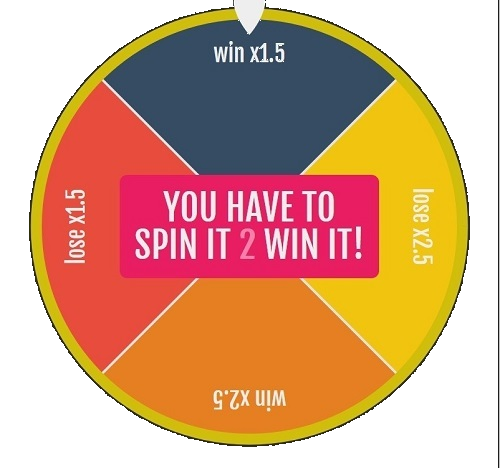 win x1.5
lose x1.5
YOU HAVE TO
SPIN IT 2 WIN IT!
lose x2.5
win x2.5